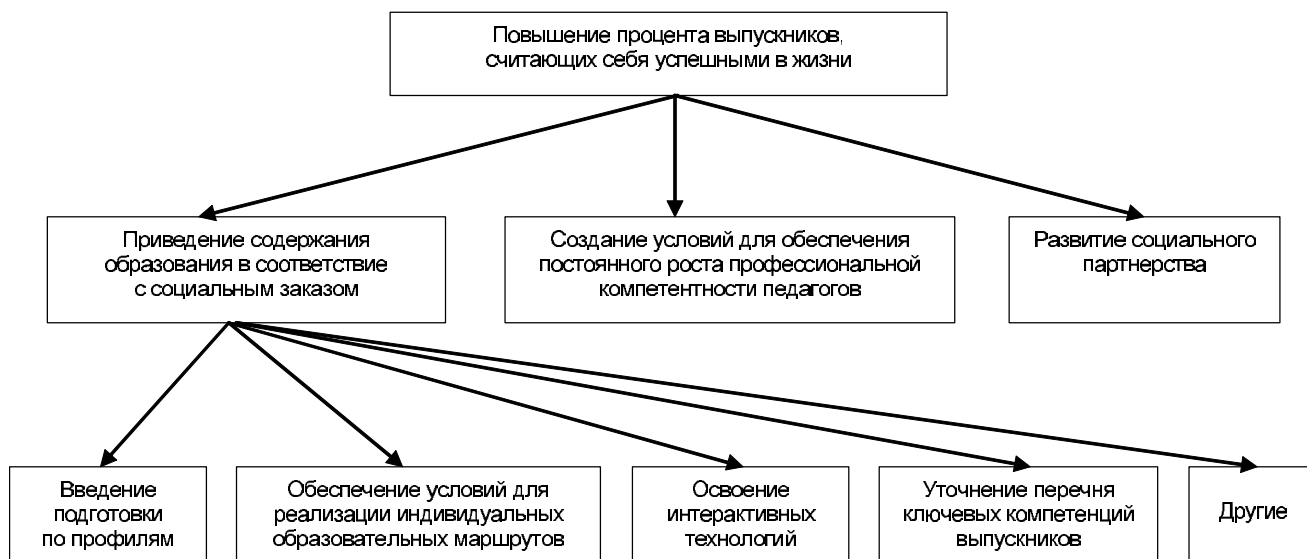 Повышение процента выпускников,
считающих себя успешными в жизни
Приведение содержания
образования в соответствие
с социальным заказом
Создание условий для обеспечения
постоянного роста профессиональной
компетентности педагогов
Развитие социального
партнерства
Введение
подготовки
по профилям
Обеспечение условий для
реализации индивидуальных
образовательных маршрутов
Освоение
интерактивных
технологий
Уточнение перечня
ключевых компетенций
выпускников
Другие